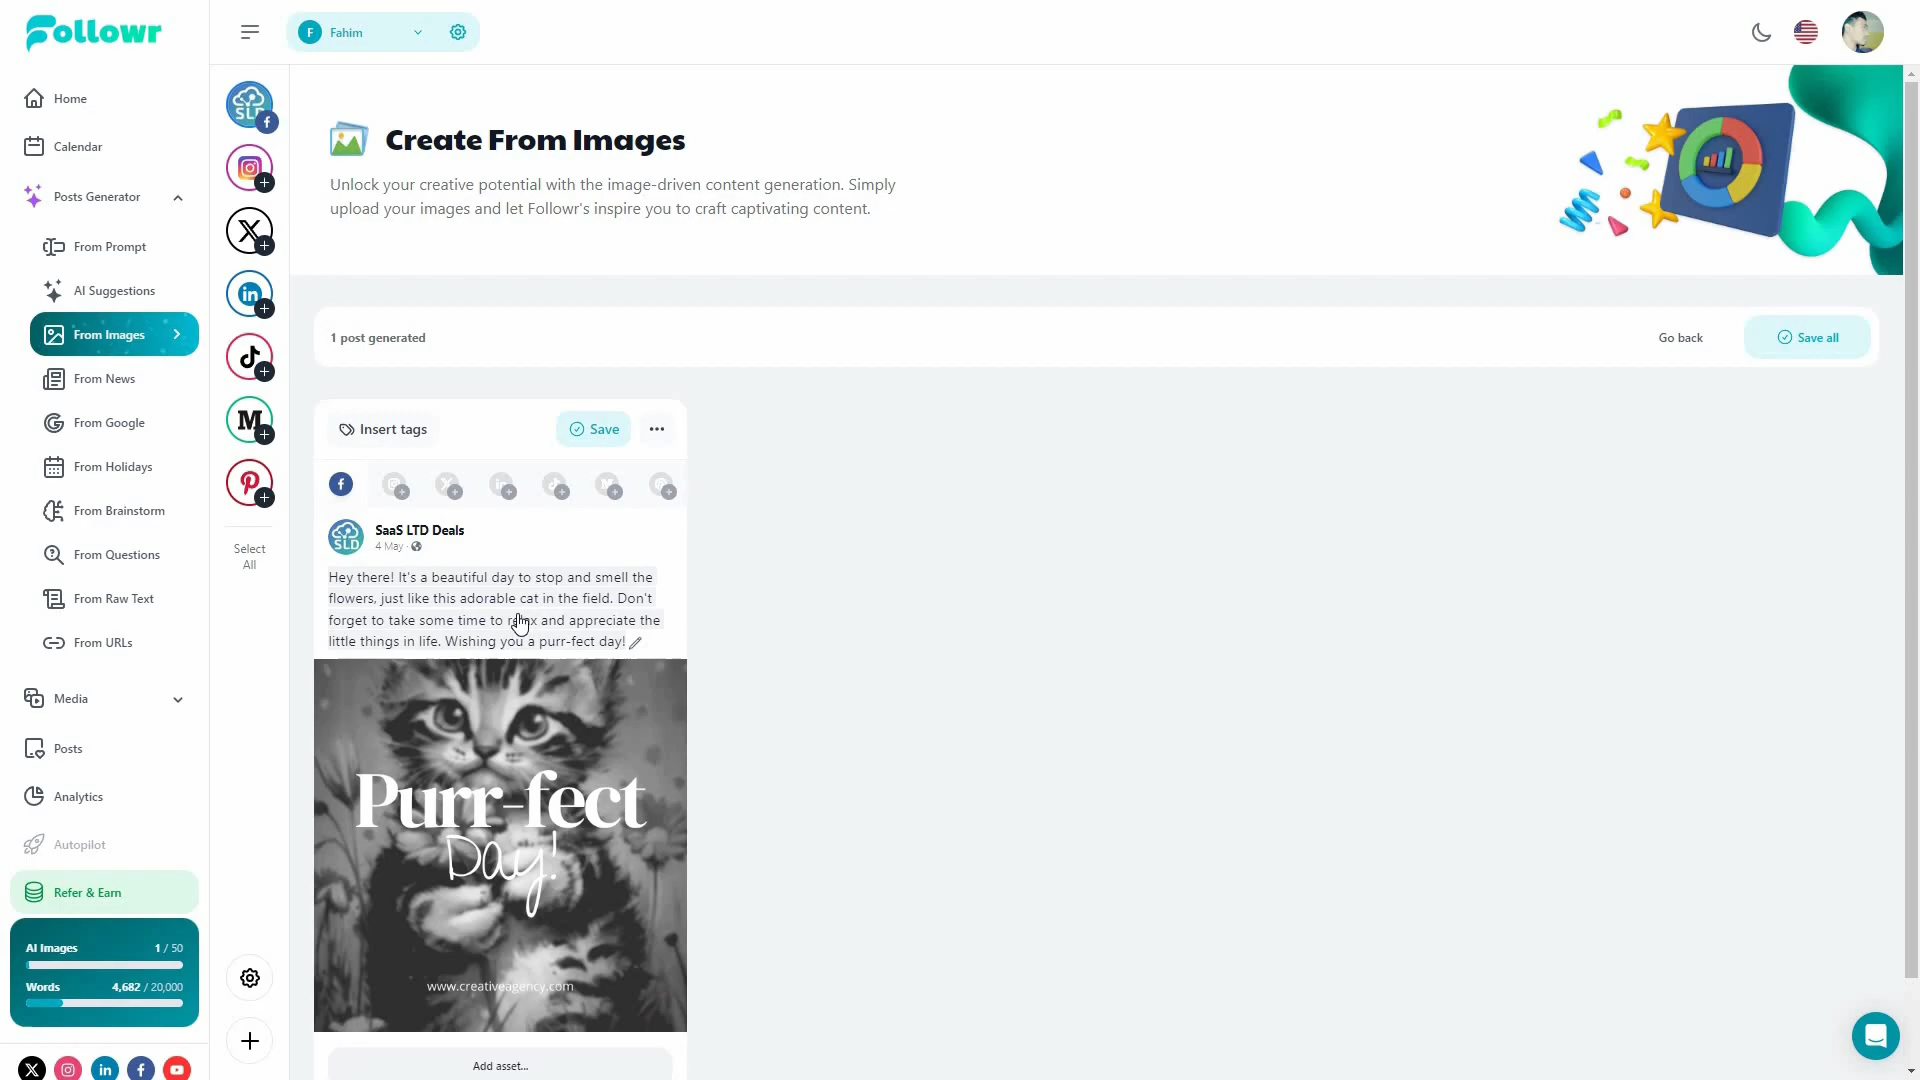 Followr
F Fahim
Home
Calendar
Posts Generator
From Prompt
AI Suggestions
From Images
From News
From Google
From Holidays
From Brainstorm
From Questions
From Raw Text
From URLs
Media
Posts
Analytics
Autopilot
Refer & Earn
AI Images 1 / 50
Words 4,682 / 20,000
SLD
Select
All
Create From Images
Unlock your creative potential with the image-driven content generation. Simply
upload your images and let Followr's inspire you to craft captivating content.
1 post generated
Go back
Save all
Insert tags
Save
SLD
SaaS LTD Deals
4 May ·
Hey there! It's a beautiful day to stop and smell the
flowers, just like this adorable cat in the field. Don't
forget to take some time to relax and appreciate the
little things in life. Wishing you a purr-fect day!
Purr-fect
Day!
www.creativeagency.com
Add asset...